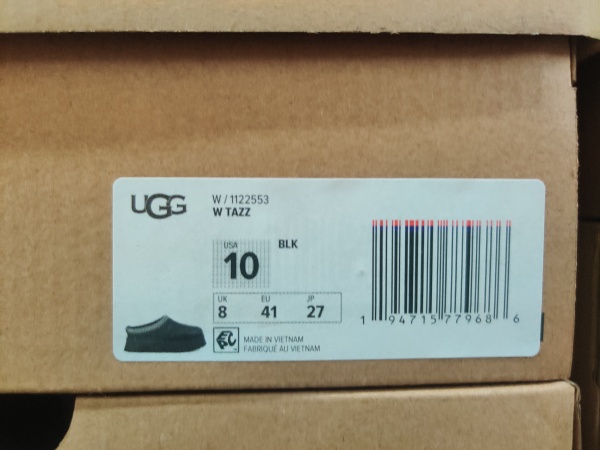 UGG
W / 1122553
W TAZZ
USA
10
BLK
UK EU JP
8 41 27
MADE IN VIETNAM
FABRIQUÉ AU VIETNAM
1 94715 77968 6